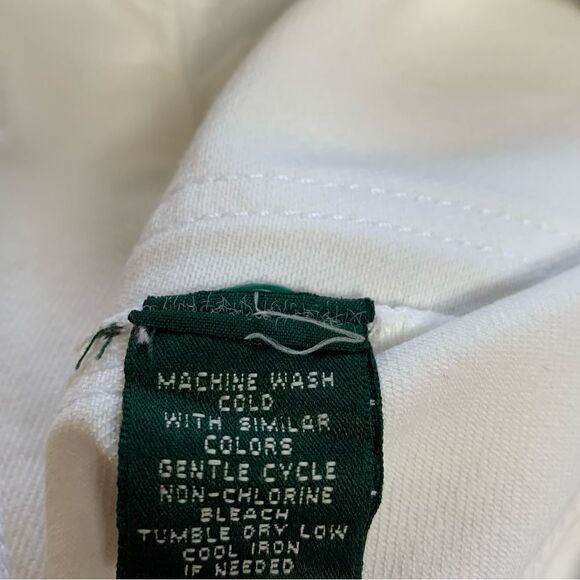 MACHINE WASH
COLD
WITH SIMILAR
COLORS
GENTLE CYCLE
NON-CHLORINE
BLEACH
TUMBLE DRY LOW
COOL IRON
IF NEEDED